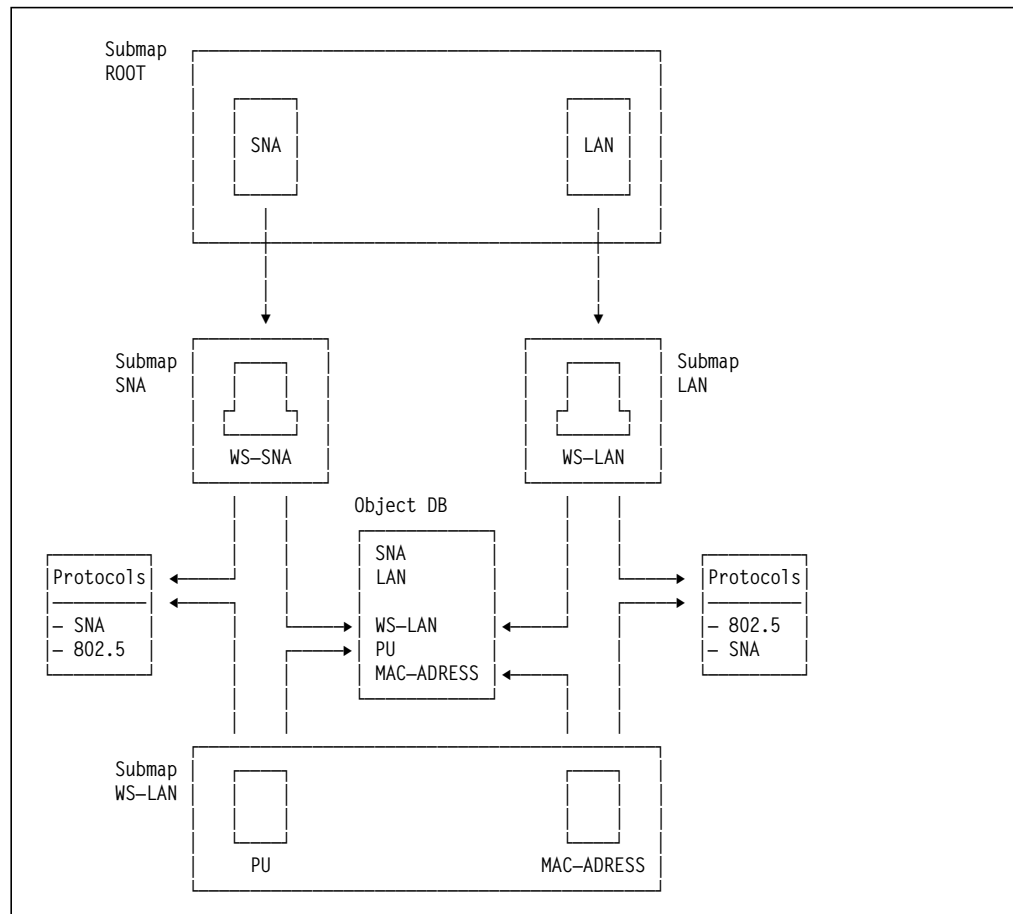 Submap
ROOT
SNA
LAN
Submap
SNA
WS–SNA
Submap
LAN
WS–LAN
Object DB
SNA
LAN
WS–LAN
PU
MAC–ADRESS
Protocols
– SNA
– 802.5
Protocols
– 802.5
– SNA
Submap
WS–LAN
PU
MAC–ADRESS